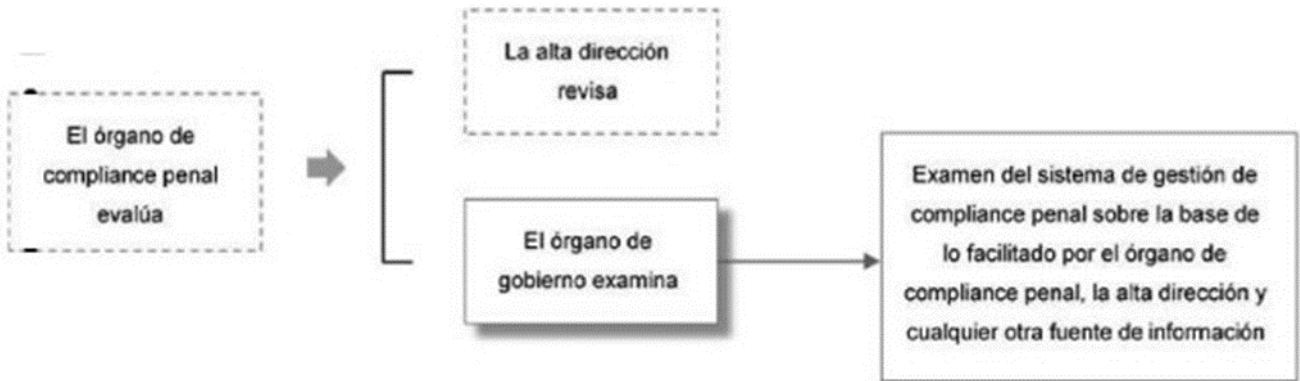 El órgano de
compliance penal
evalúa
La alta dirección
revisa
El órgano de
gobierno examina
Examen del sistema de gestión de
compliance penal sobre la base de
lo facilitado por el órgano de
compliance penal, la alta dirección y
cualquier otra fuente de información